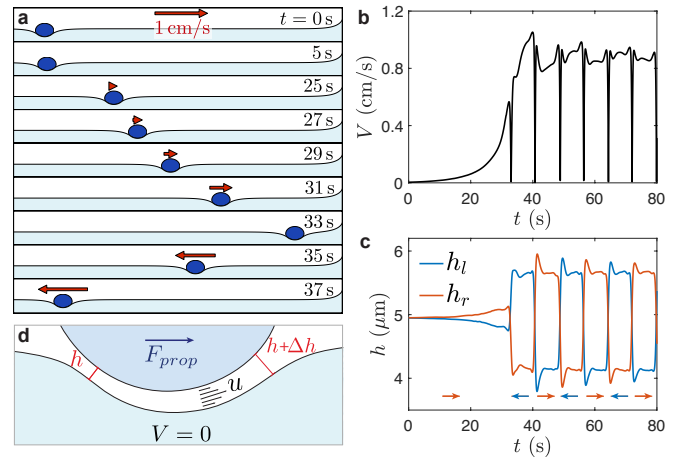 a
1 cm/s
t = 0s
5 s
25 s
27 s
29 s
31 s
33 s
35 s
37 s
b
V (cm/s)
1.2
0.8
0.4
0
0
20
40
60
80
t (s)
c
h_l
h_r
h (μm)
6
5
4
0
20
40
60
80
t (s)
d
F_prop
h
h+Δh
u
V = 0